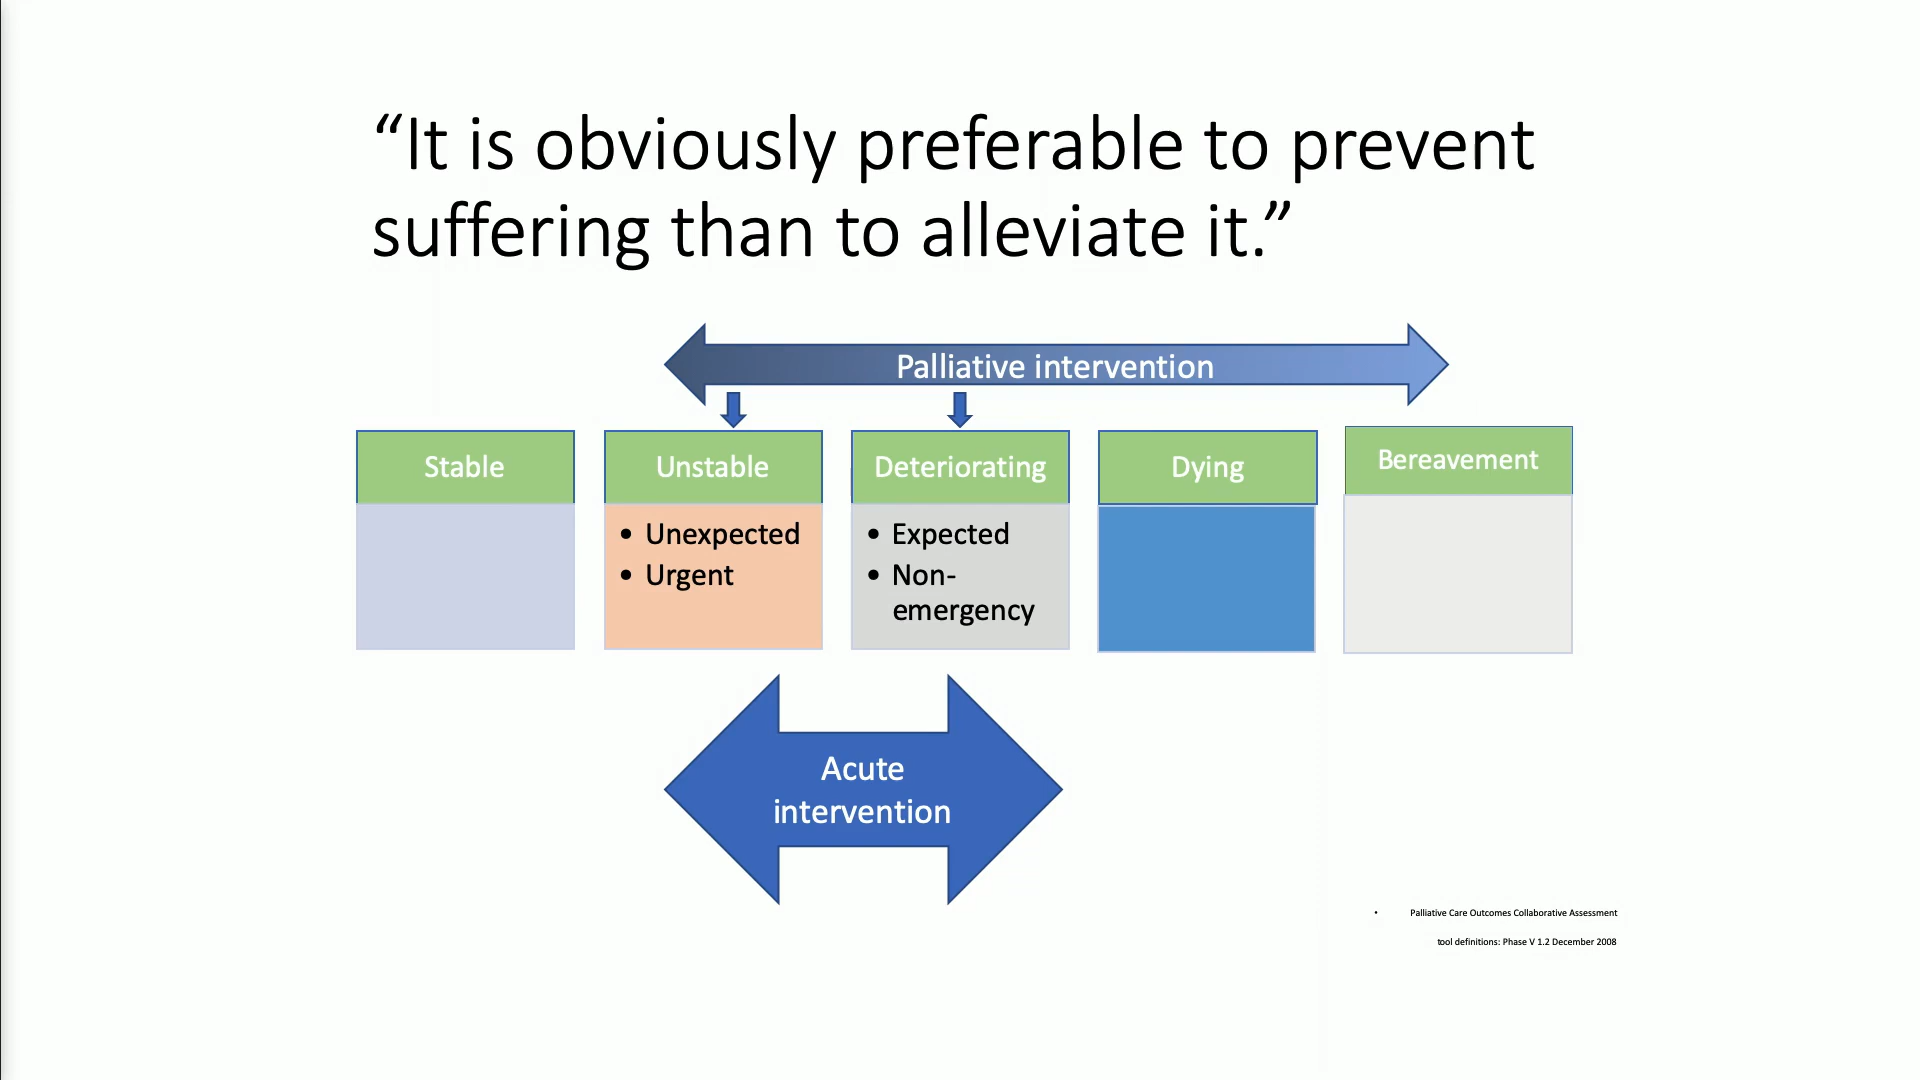 “It is obviously preferable to prevent
suffering than to alleviate it.”
Palliative intervention
Stable
Unstable
• Unexpected
• Urgent
Deteriorating
• Expected
• Non-
emergency
Dying
Bereavement
Acute
intervention
• Palliative Care Outcomes Collaborative Assessment
tool definitions: Phase V 1.2 December 2008